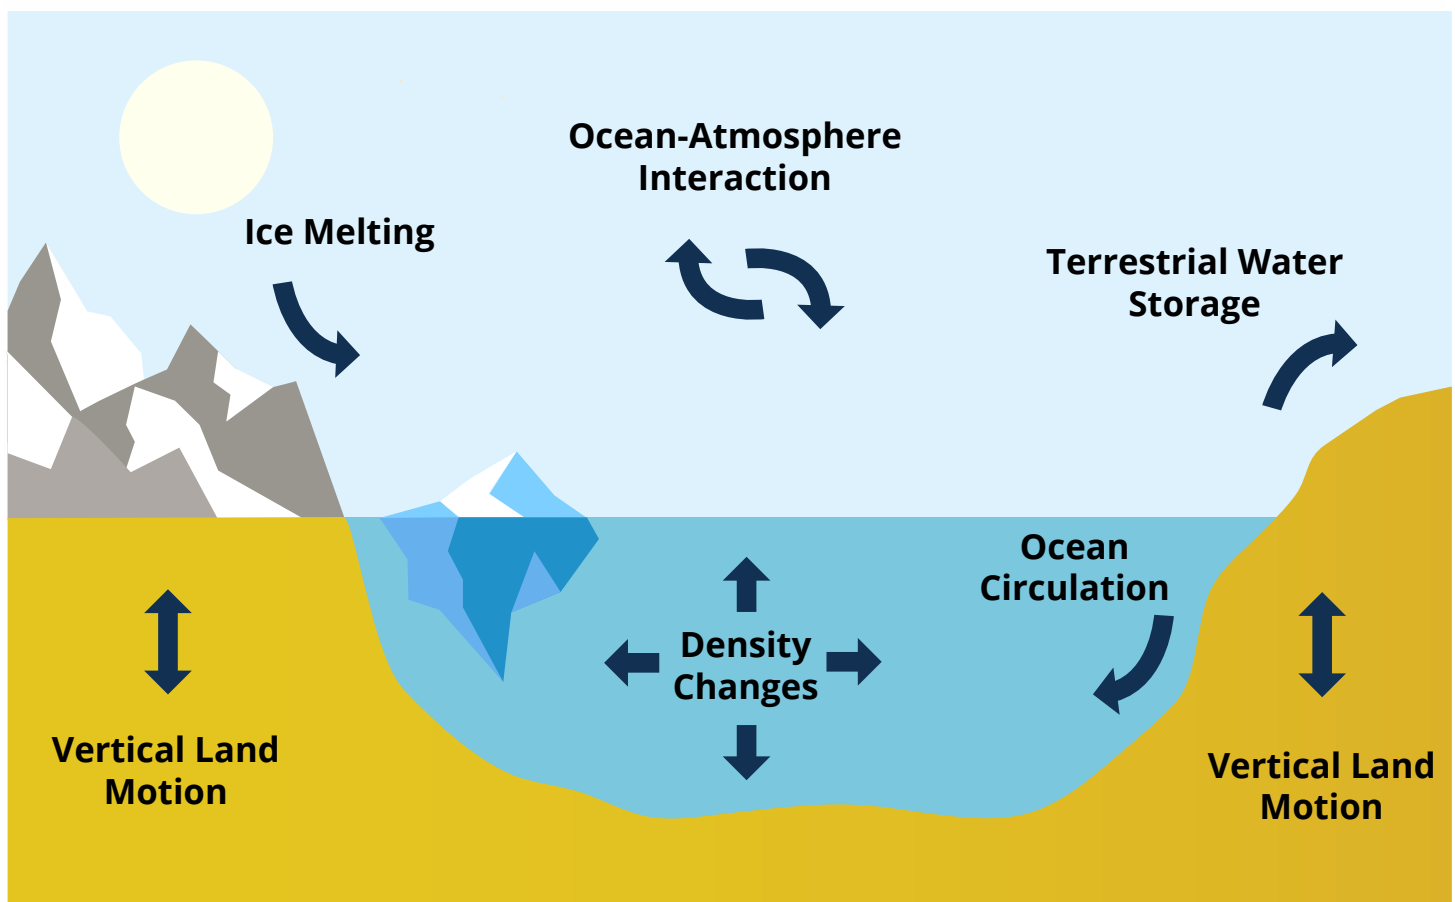 Ocean-Atmosphere
Interaction
Ice Melting
Terrestrial Water
Storage
Ocean
Circulation
Density
Changes
Vertical Land
Motion
Vertical Land
Motion